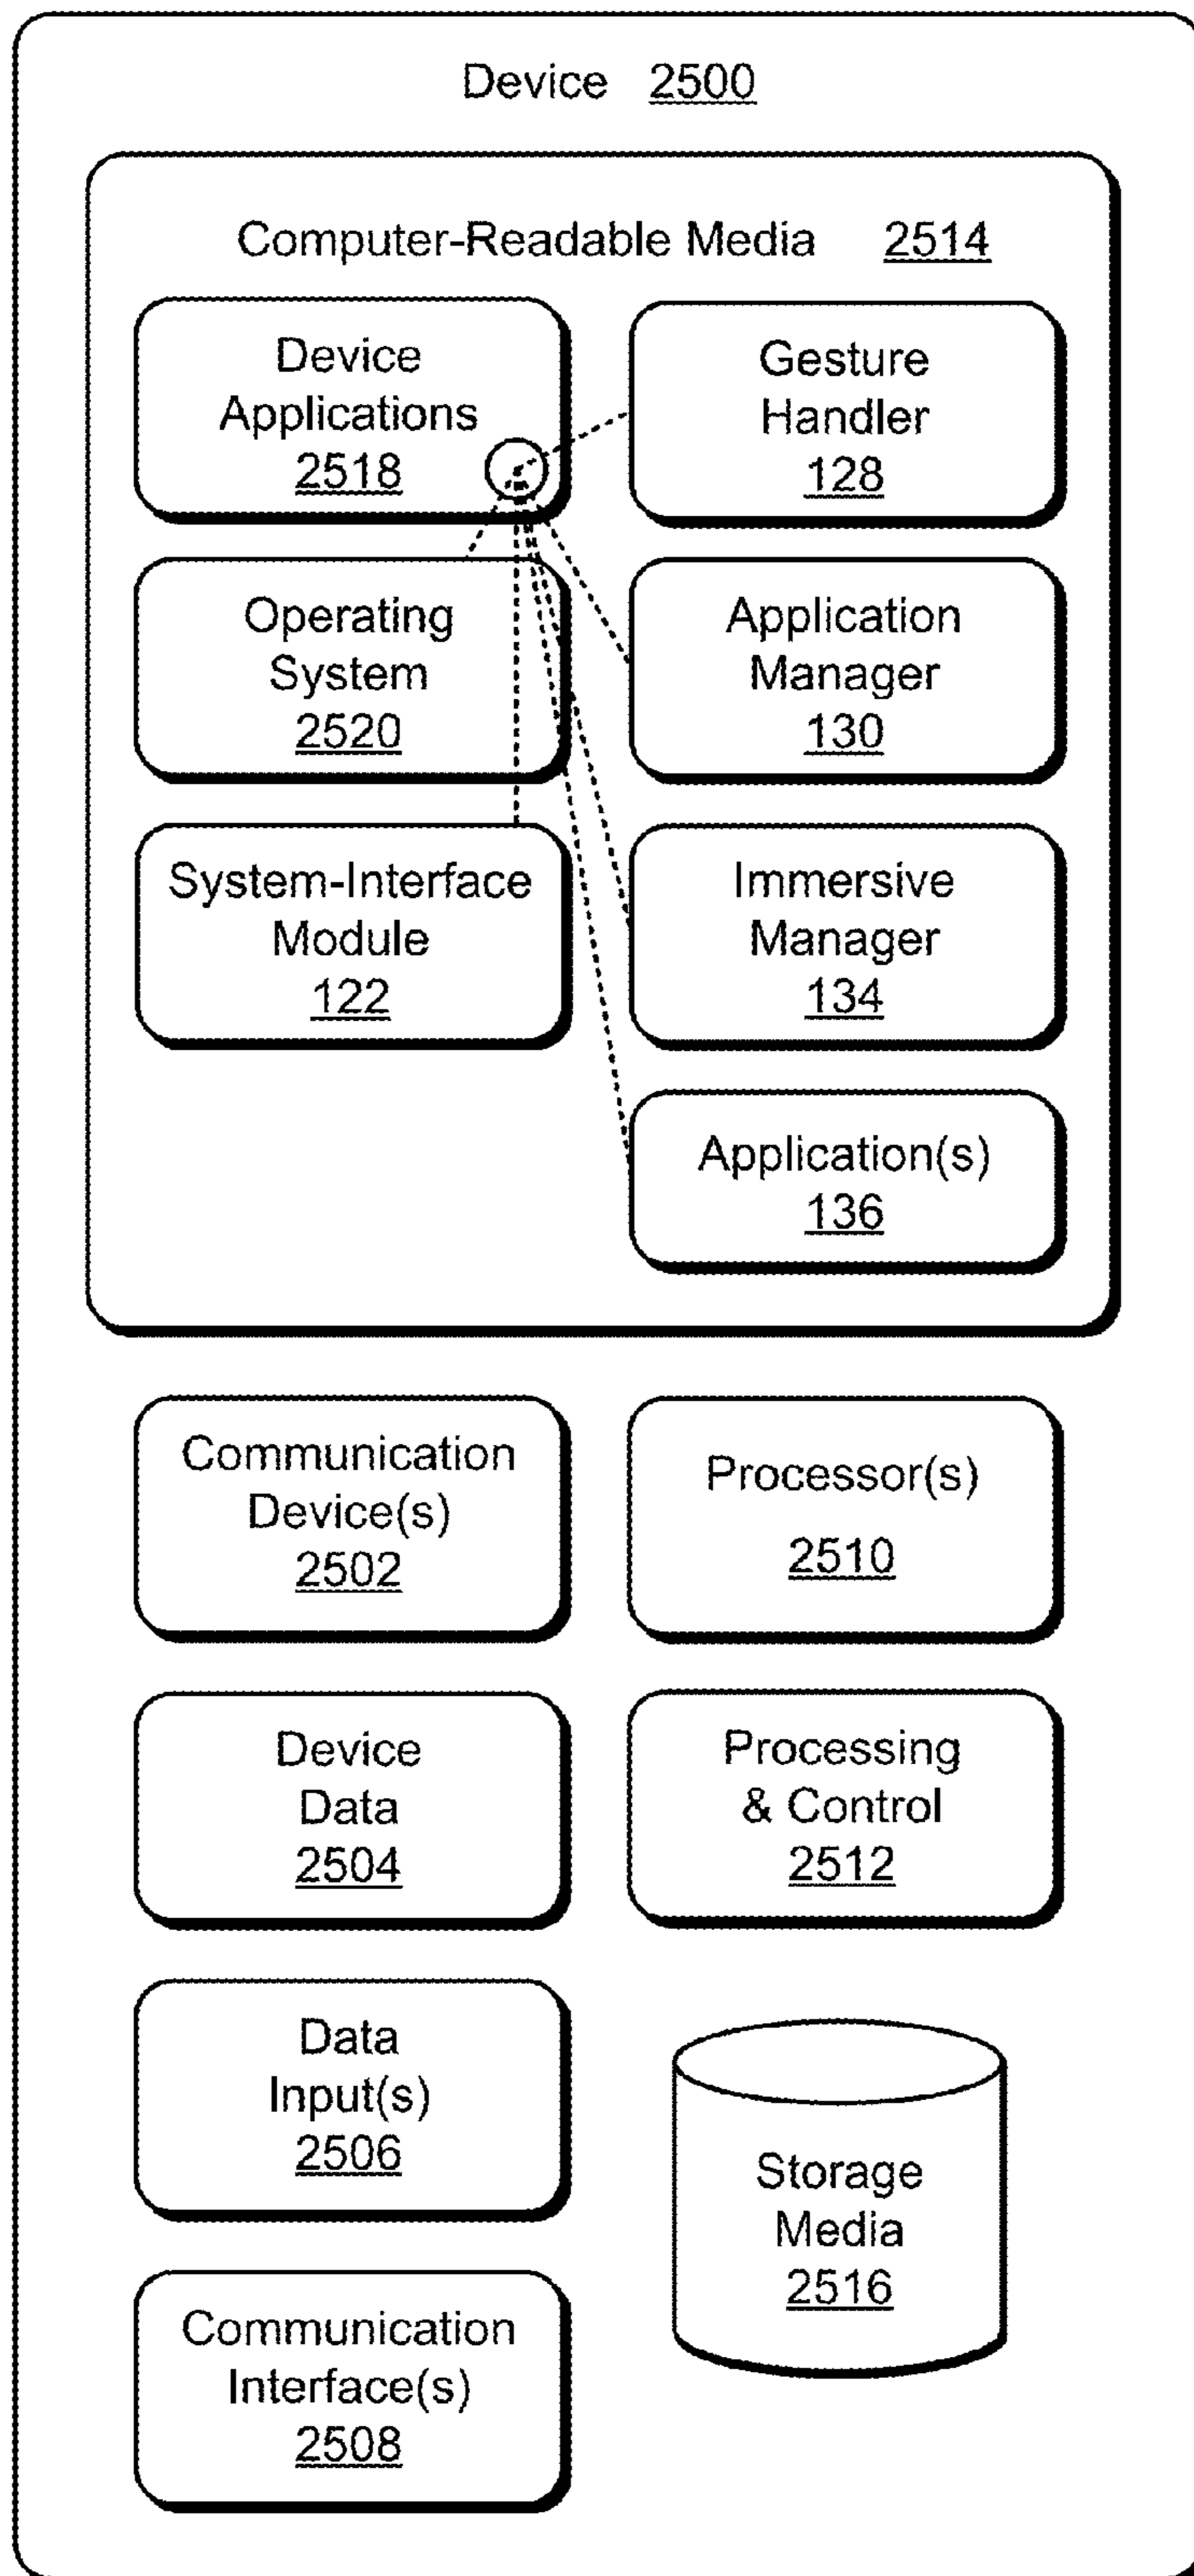 Device 2500
Computer-Readable Media 2514
Device
Applications
2518
Gesture
Handler
128
Operating
System
2520
Application
Manager
130
System-Interface
Module
122
Immersive
Manager
134
Application(s)
136
Communication
Device(s)
2502
Processor(s)
2510
Device
Data
2504
Processing
& Control
2512
Data
Input(s)
2506
Storage
Media
2516
Communication
Interface(s)
2508